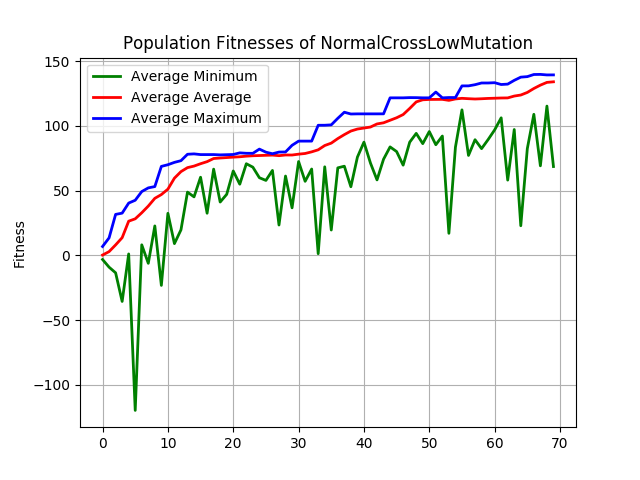 Population Fitnesses of NormalCrossLowMutation
Average Minimum
Average Average
Average Maximum
Fitness
150
100
50
0
−50
−100
0 10 20 30 40 50 60 70